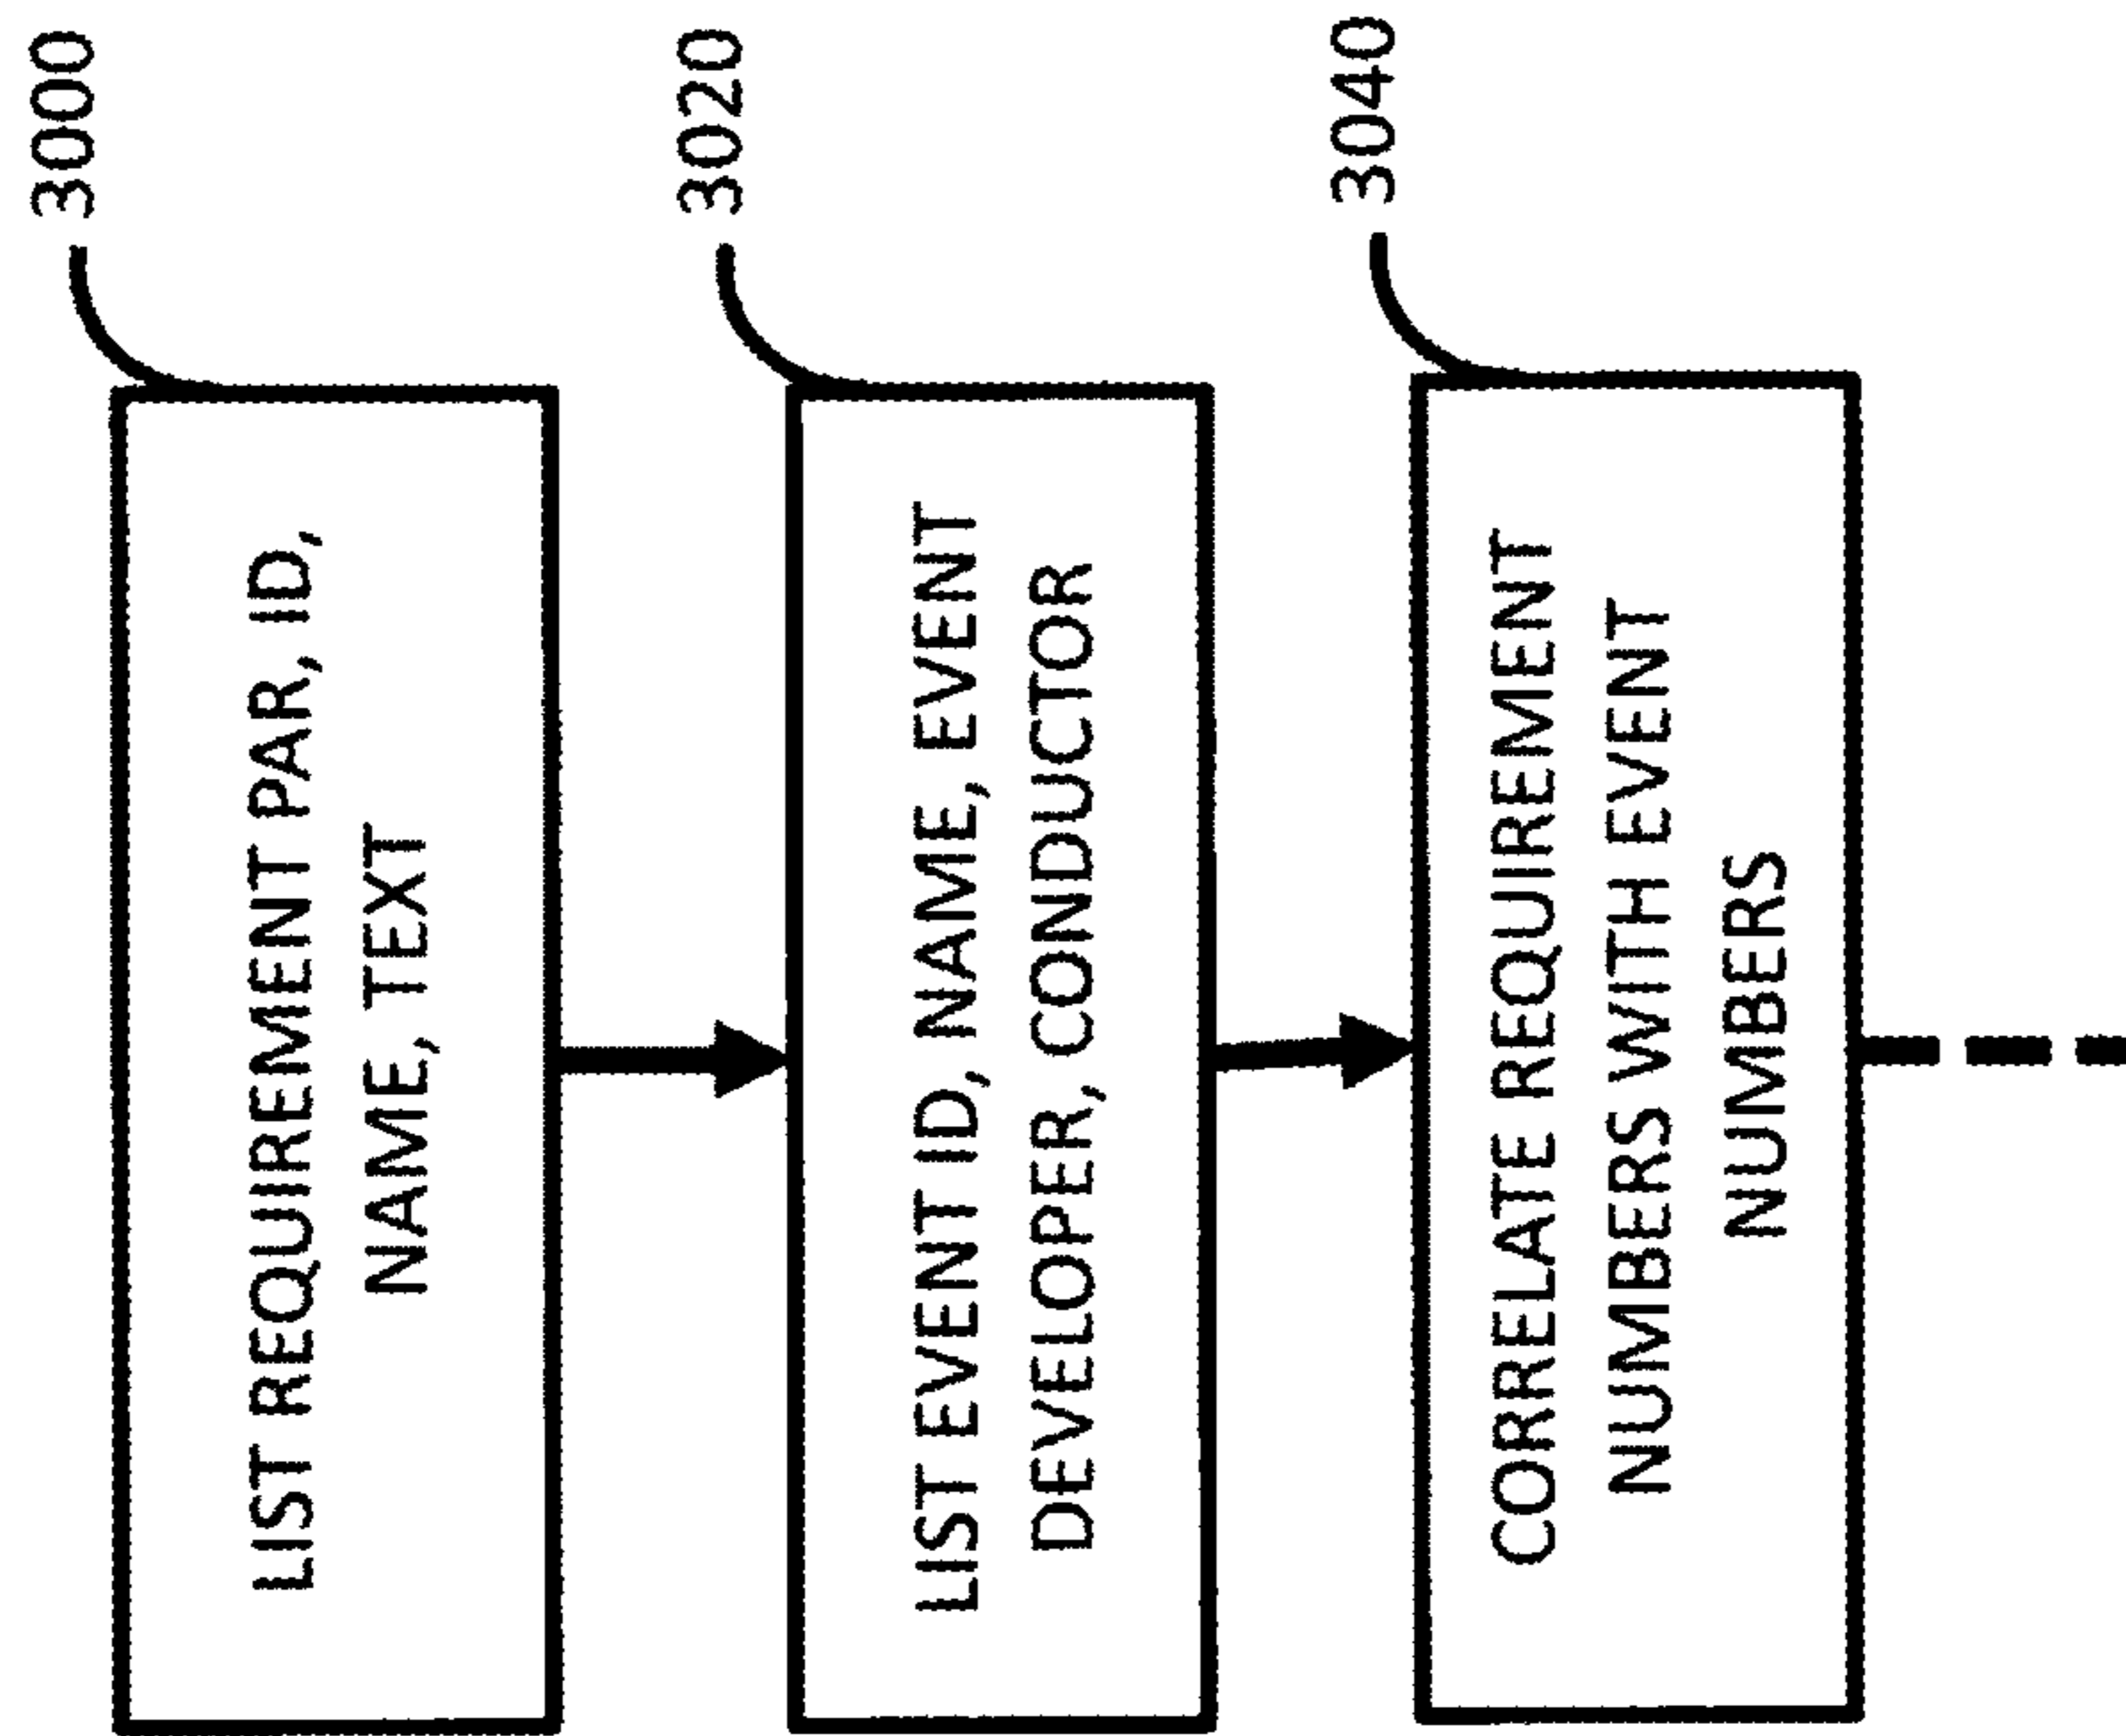 3000
LIST REQUIREMENT PAR, ID,
NAME, TEXT
3020
LIST EVENT ID, NAME, EVENT
DEVELOPER, CONDUCTOR
3040
CORRELATE REQUIREMENT
NUMBERS WITH EVENT
NUMBERS